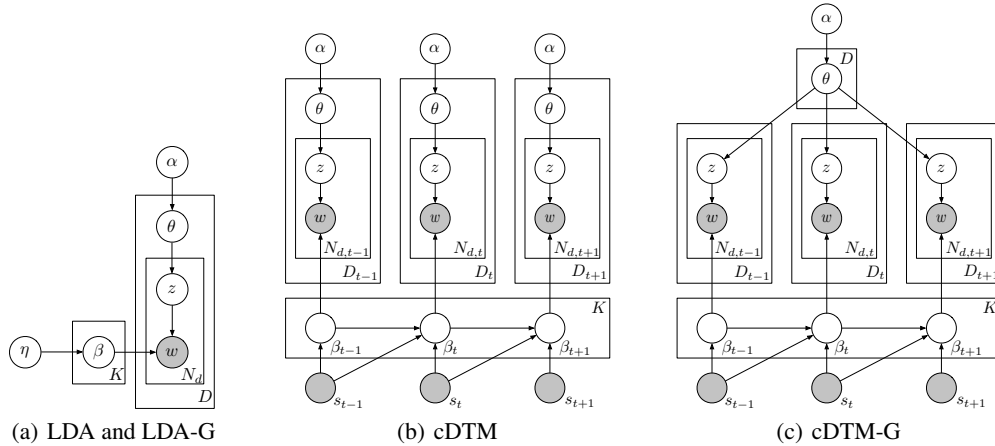 α
θ
z
w
N_d
D
η
β
K
(a) LDA and LDA-G
α α α
θ θ θ
z z z
w w w
N_{d,t−1} N_{d,t} N_{d,t+1}
D_{t−1} D_t D_{t+1}
K
β_{t−1} β_t β_{t+1}
s_{t−1} s_t s_{t+1}
(b) cDTM
α
D
θ
z z z
w w w
N_{d,t−1} N_{d,t} N_{d,t+1}
D_{t−1} D_t D_{t+1}
K
β_{t−1} β_t β_{t+1}
s_{t−1} s_t s_{t+1}
(c) cDTM-G